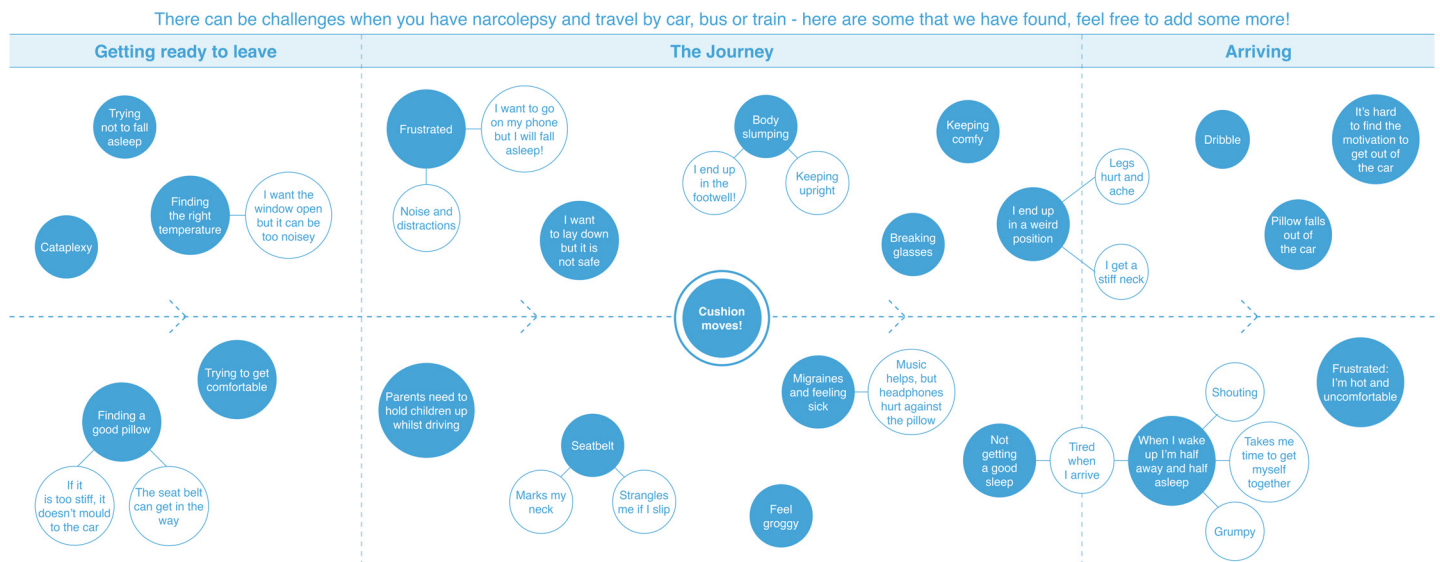 There can be challenges when you have narcolepsy and travel by car, bus or train - here are some that we have found, feel free to add some more!
Getting ready to leave
The Journey
Arriving
Trying
not to fall
asleep
Finding
the right
temperature
I want the
window open
but it can be
too noisey
Cataplexy
Trying to get
comfortable
Finding a
good pillow
If it
is too stiff, it
doesn't mould
to the car
The seat belt
can get in the
way
Frustrated
I want to go
on my phone
but I will fall
asleep!
Noise and
distractions
I want
to lay down
but it is
not safe
Body
slumping
I end up
in the
footwell!
Keeping
upright
Keeping
comfy
Breaking
glasses
I end up
in a weird
position
Legs
hurt and
ache
I get a
stiff neck
Cushion
moves!
Parents need to
hold children up
whilst driving
Seatbelt
Marks my
neck
Strangles
me if I slip
Migraines
and feeling
sick
Music
helps, but
headphones
hurt against
the pillow
Feel
groggy
Not
getting
a good
sleep
Tired
when
I arrive
Dribble
It's hard
to find the
motivation to
get out of
the car
Pillow falls
out of
the car
When I wake
up I'm half
away and half
asleep
Shouting
Takes me
time to get
myself
together
Grumpy
Frustrated:
I'm hot and
uncomfortable